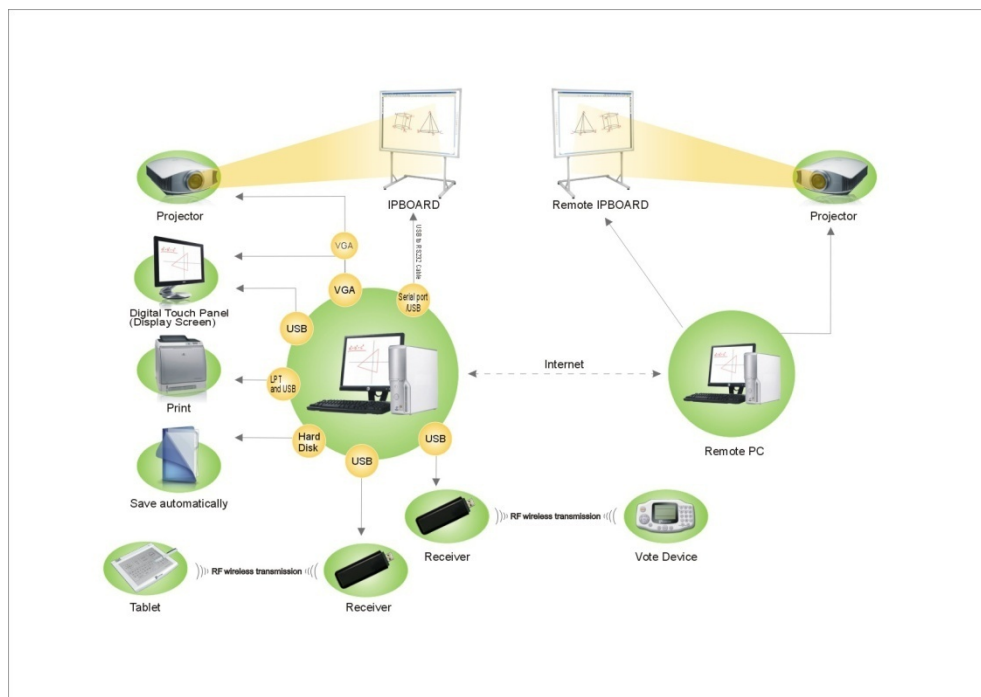 IPBOARD
Remote IPBOARD
Projector
Projector
VGA
USB to RS232 Cable
Digital Touch Panel
(Display Screen)
VGA
Serial port
/USB
USB
Internet
LPT
and USB
Print
Hard
Disk
USB
USB
Remote PC
Save automatically
RF wireless transmission
Receiver
Vote Device
RF wireless transmission
Tablet
Receiver